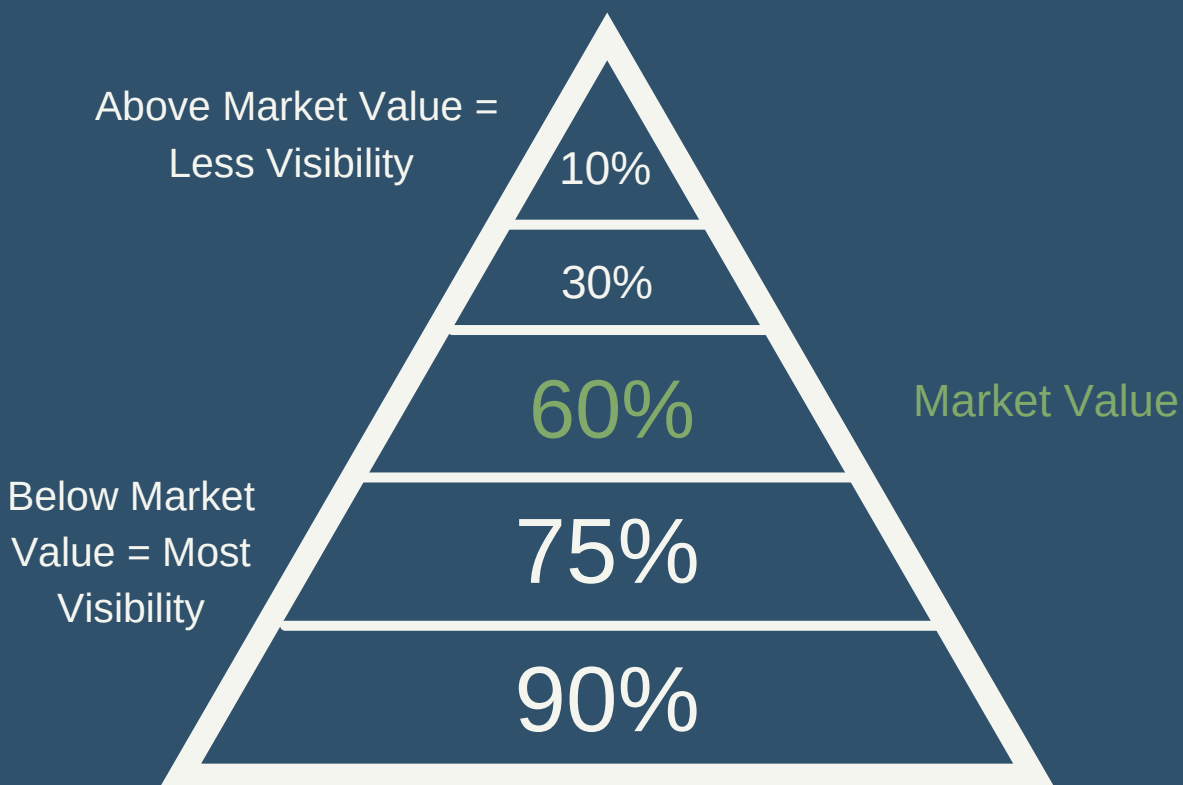 Above Market Value =
Less Visibility
10%
30%
60%
Market Value
Below Market
Value = Most
Visibility
75%
90%